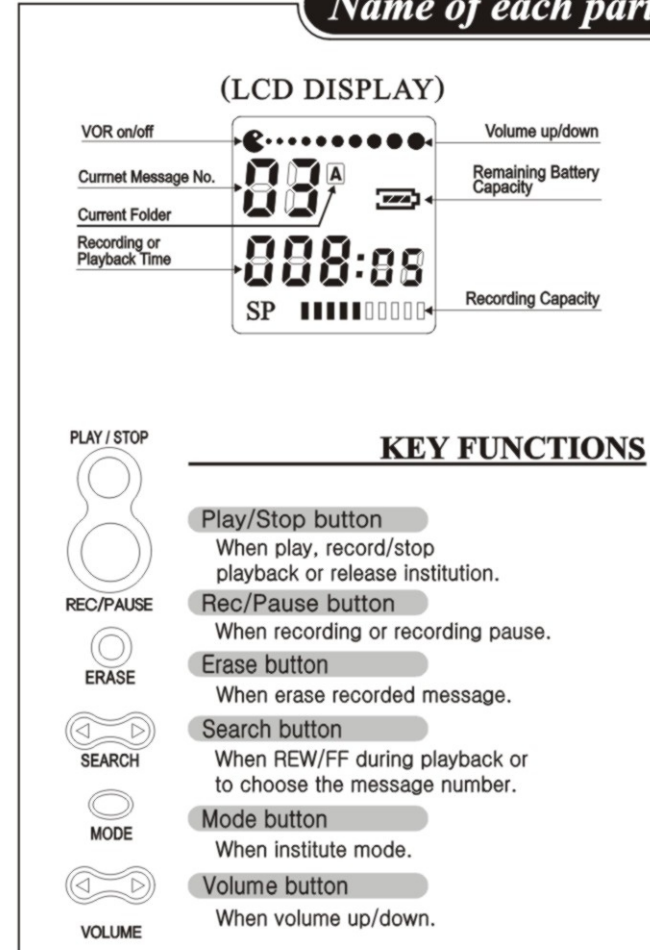 Name of each part
(LCD DISPLAY)
VOR on/off
Volume up/down
Currnet Message No.
Remaining Battery
Capacity
Current Folder
Recording or
Playback Time
Recording Capacity
03 A
008:05
SP
PLAY / STOP
REC/PAUSE
ERASE
SEARCH
MODE
VOLUME
KEY FUNCTIONS
Play/Stop button
When play, record/stop
playback or release institution.
Rec/Pause button
When recording or recording pause.
Erase button
When erase recorded message.
Search button
When REW/FF during playback or
to choose the message number.
Mode button
When institute mode.
Volume button
When volume up/down.